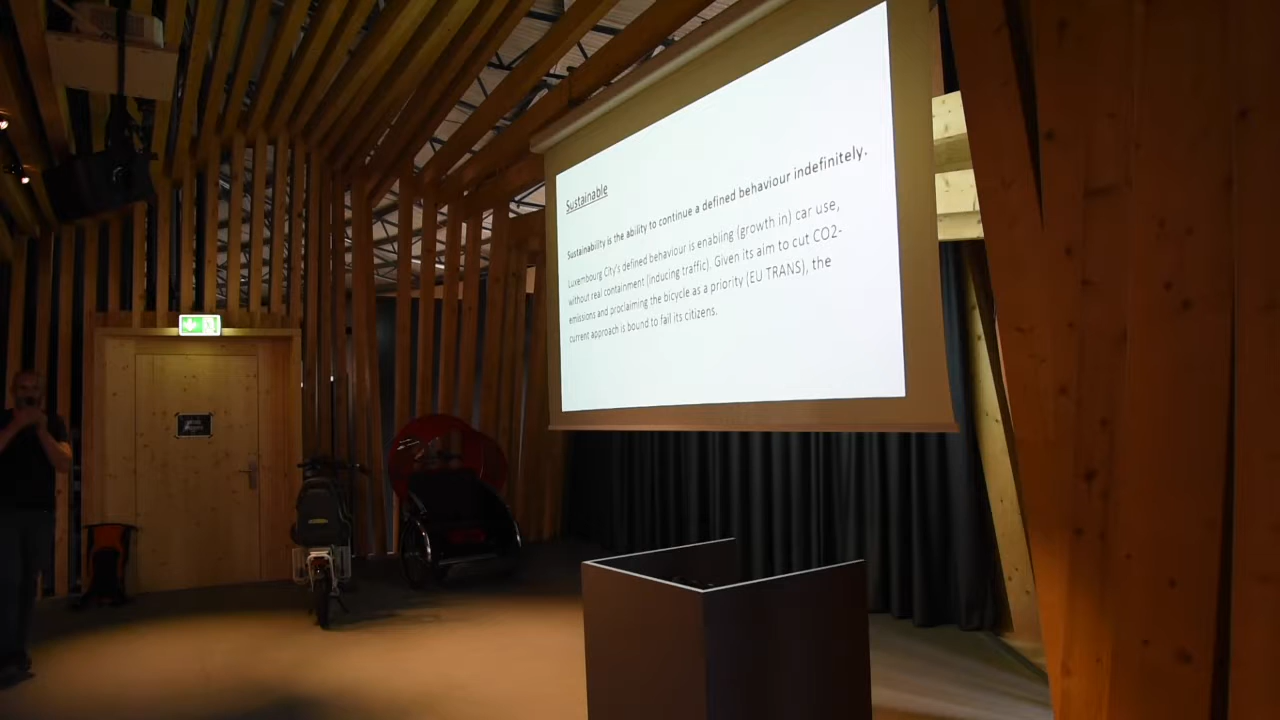 Sustainable
Sustainability is the ability to continue a defined behaviour indefinitely.
Luxembourg City's defined behaviour is enabling (growth in) car use,
without real containment (inducing traffic). Given its aim to cut CO2-
emissions and proclaiming the bicycle as a priority (EU TRANS), the
current approach is bound to fail its citizens.